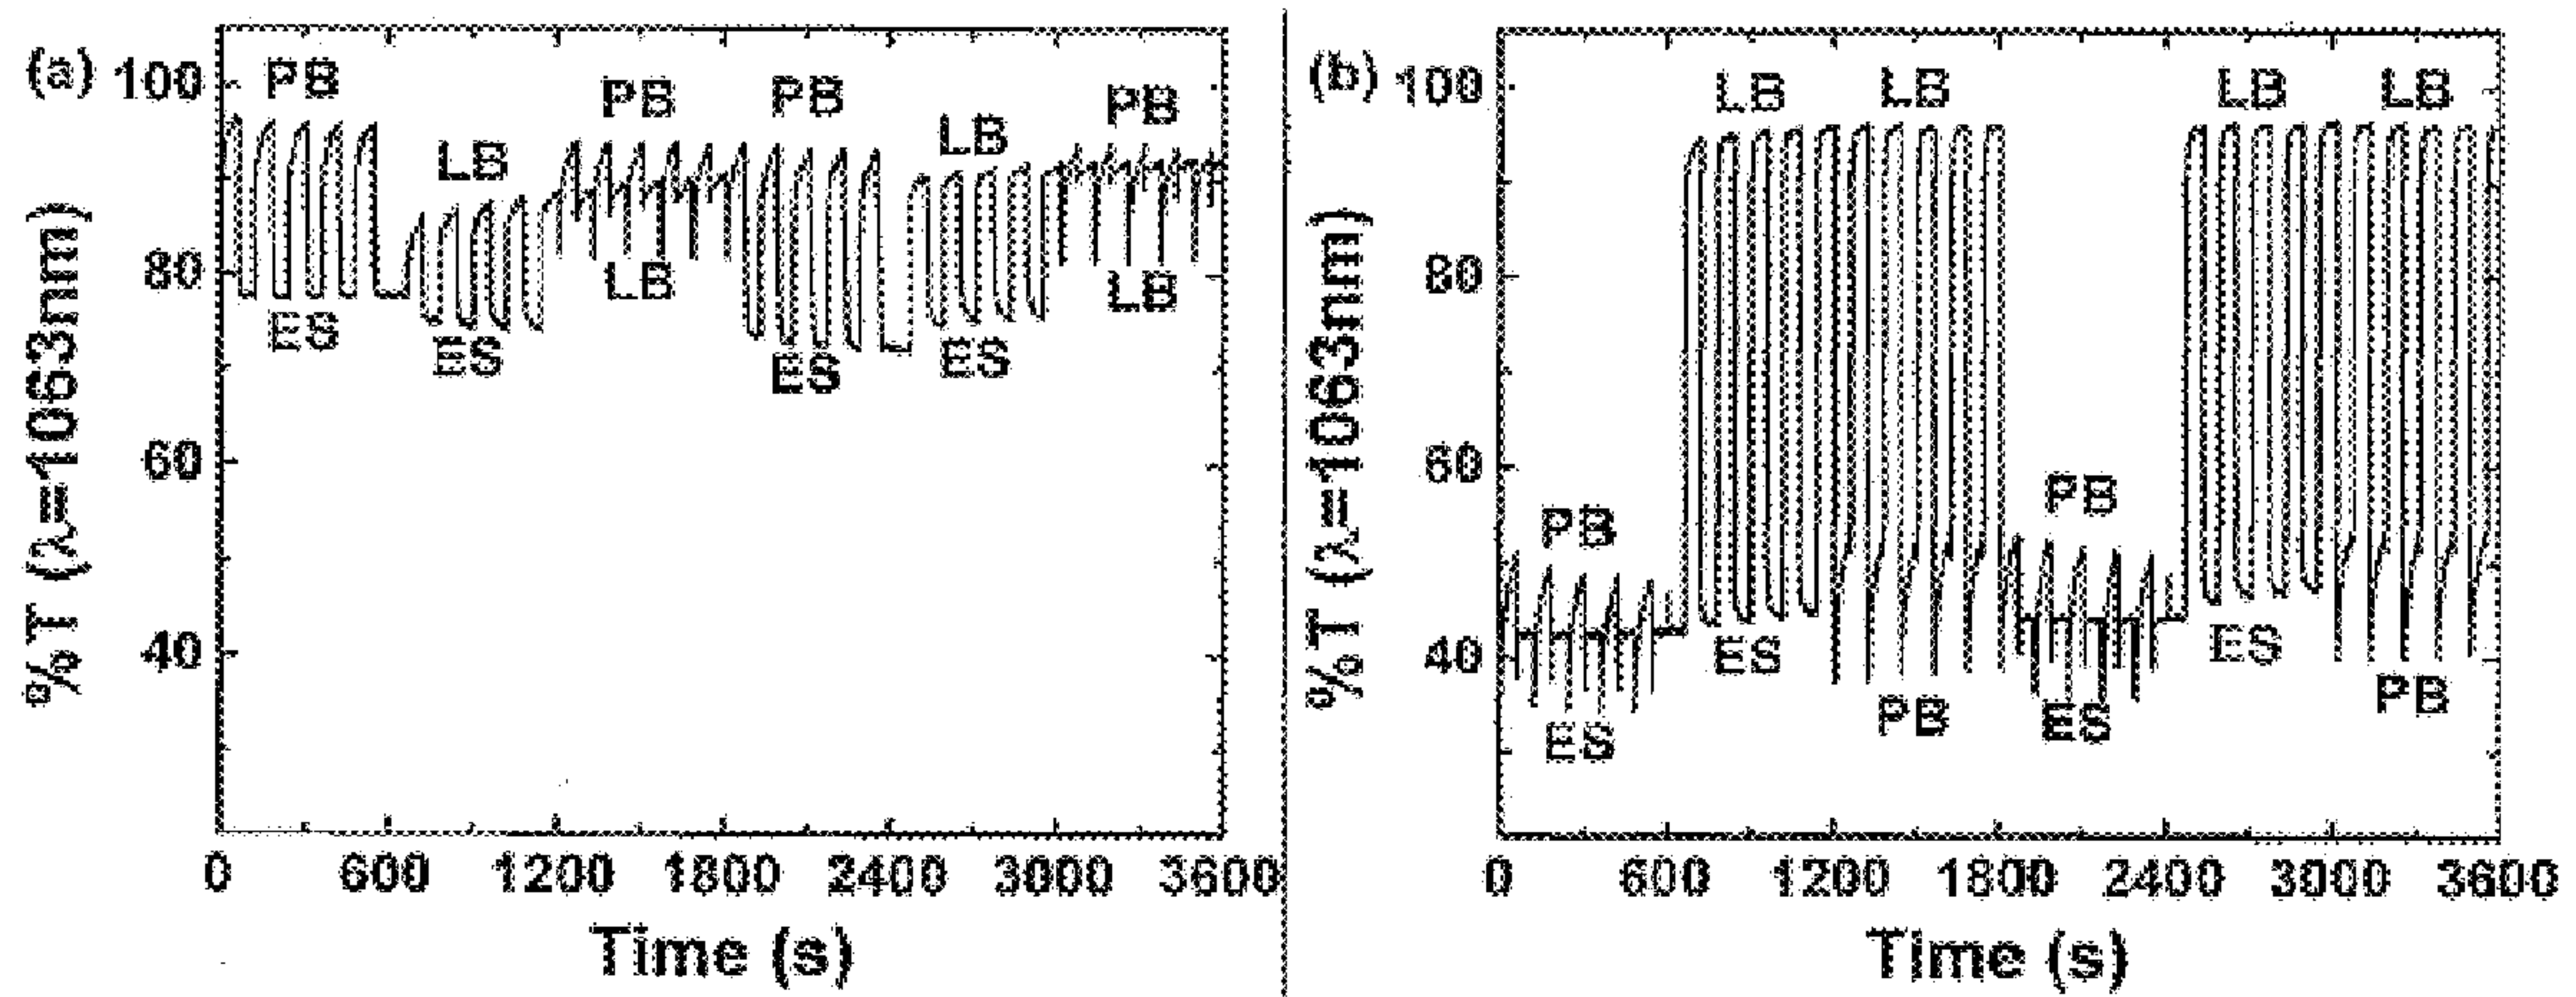 (a)
%T (λ=1063nm)
100
80
60
40
PB
ES
LB
ES
PB
LB
PB
ES
LB
ES
PB
LB
0 600 1200 1800 2400 3000 3600
Time (s)
(b)
%T (λ=1063nm)
100
80
60
40
PB
ES
LB
ES
LB
PB
PB
ES
LB
ES
LB
PB
0 600 1200 1800 2400 3000 3600
Time (s)